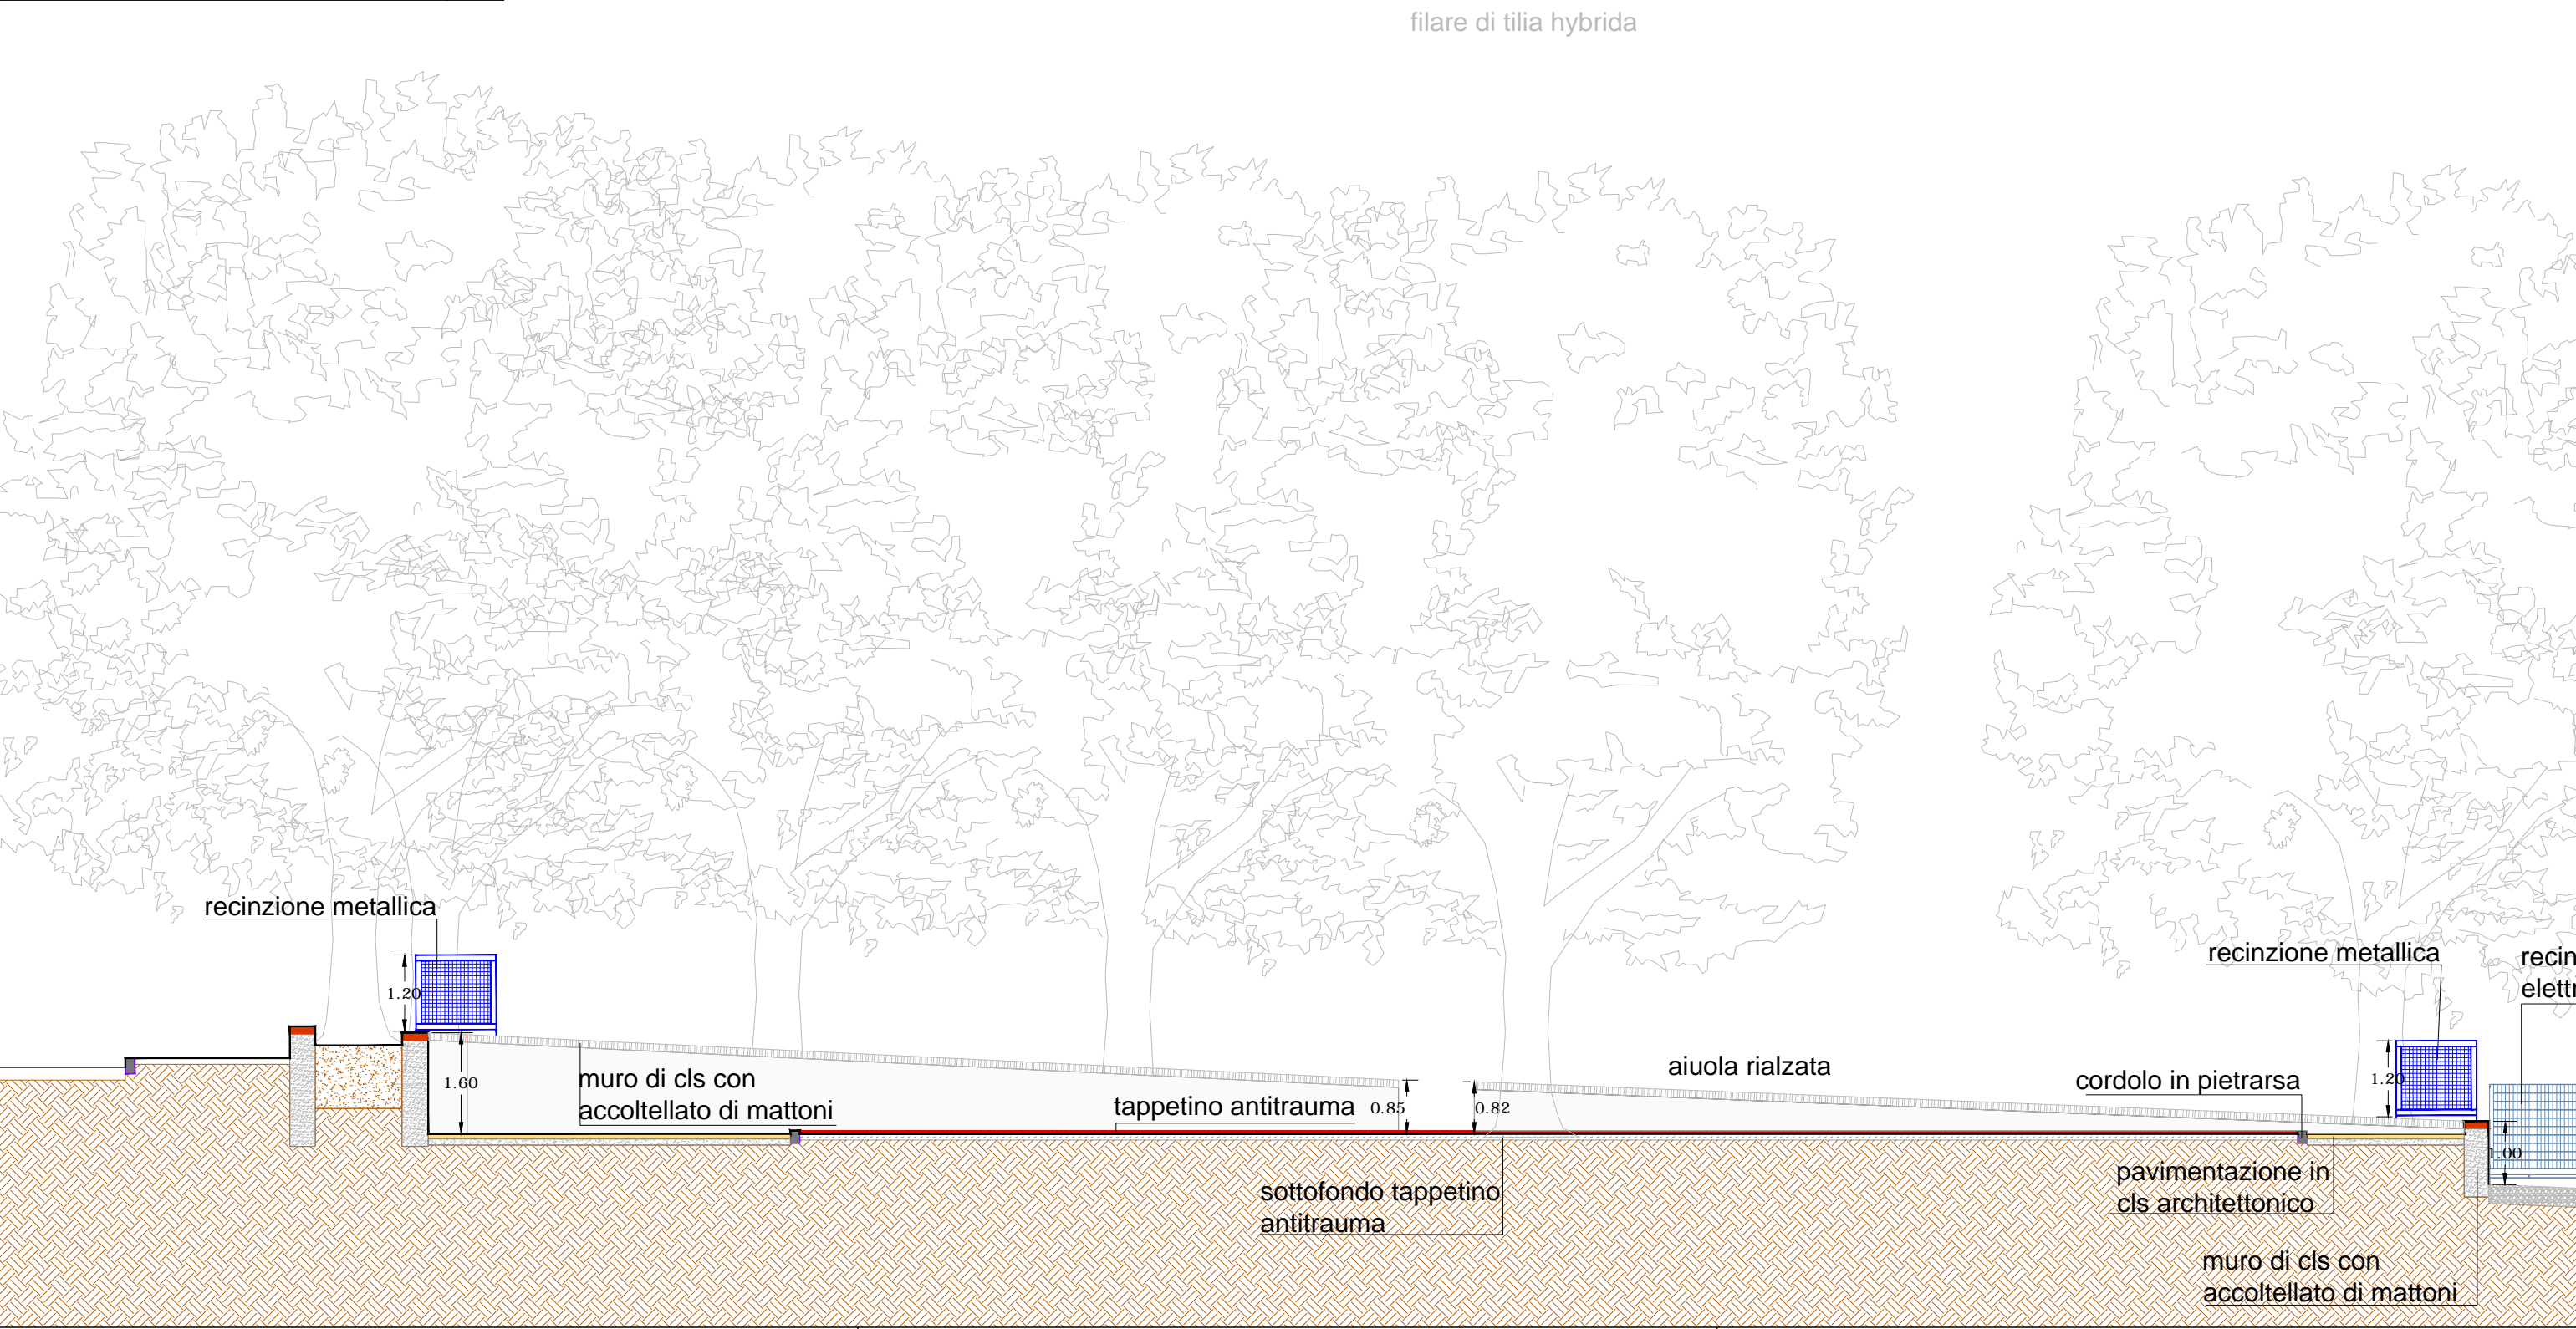 filare di tilia hybrida
recinzione metallica
1.20
1.60
muro di cls con
accoltellato di mattoni
tappetino antitrauma
0.85
0.82
sottofondo tappetino
antitrauma
aiuola rialzata
cordolo in pietrarsa
recinzione metallica
1.20
recin
elettr
1.00
pavimentazione in
cls architettonico
muro di cls con
accoltellato di mattoni